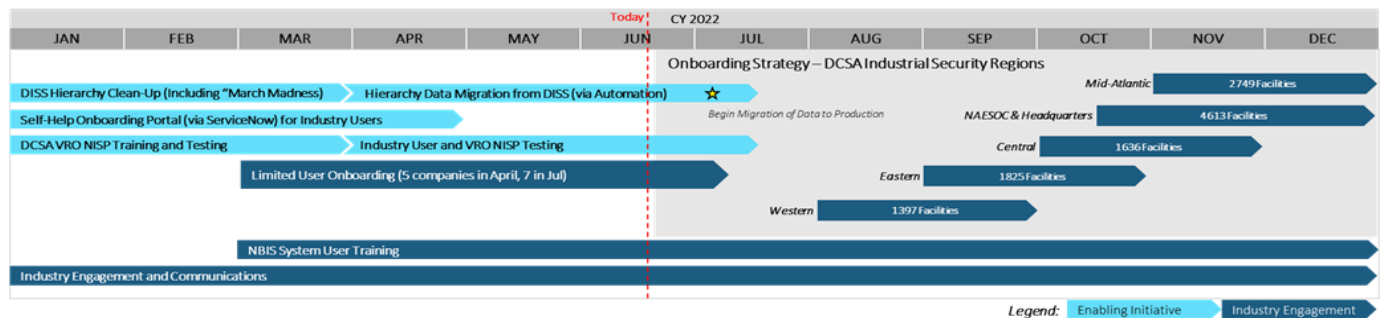 Today CY 2022
JAN FEB MAR APR MAY JUN JUL AUG SEP OCT NOV DEC
Onboarding Strategy – DCSA Industrial Security Regions
Mid-Atlantic 2749 Facilities
DISS Hierarchy Clean-Up (Including "March Madness) Hierarchy Data Migration from DISS (via Automation)
Begin Migration of Data to Production
Self-Help Onboarding Portal (via ServiceNow) for Industry Users
NAESOC & Headquarters 4613 Facilities
DCSA VRO NISP Training and Testing Industry User and VRO NISP Testing
Central 1636 Facilities
Limited User Onboarding (5 companies in April, 7 in Jul)
Eastern 1825 Facilities
Western 1397 Facilities
NBIS System User Training
Industry Engagement and Communications
Legend: Enabling Initiative Industry Engagement